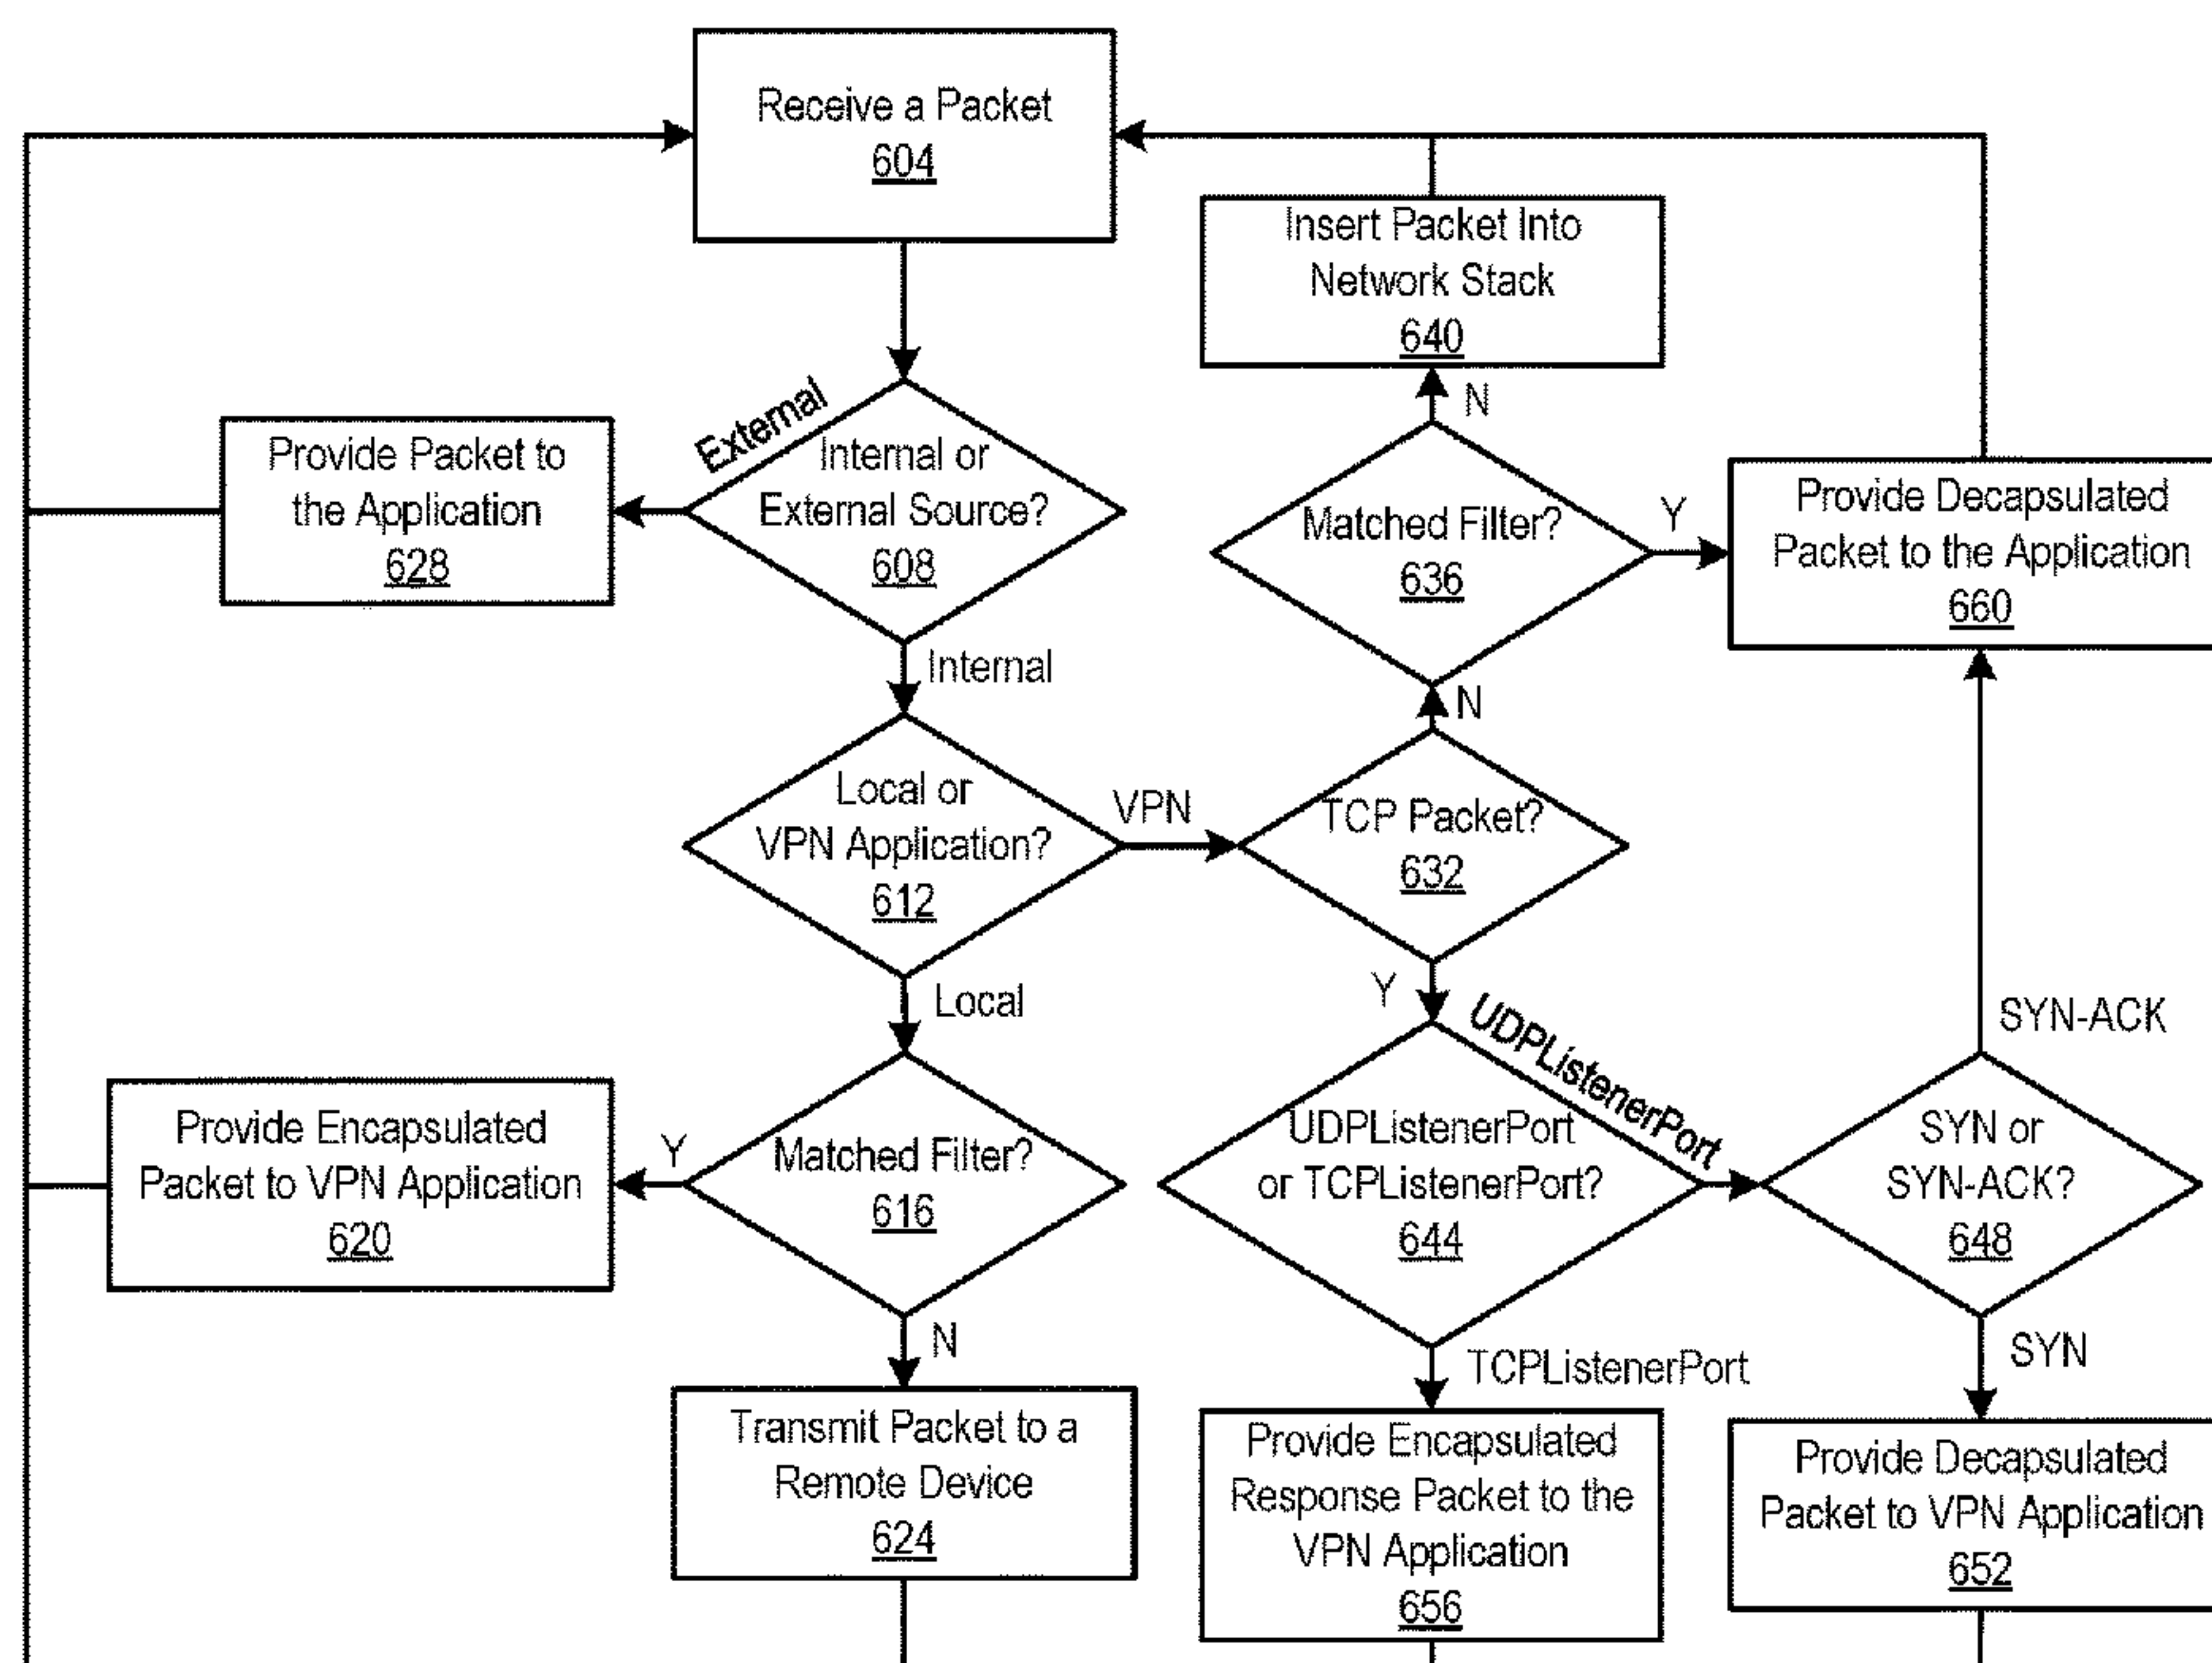 Receive a Packet
604
Insert Packet Into
Network Stack
640
N
External
Provide Packet to
the Application
628
Internal or
External Source?
608
Matched Filter?
636
Y
Provide Decapsulated
Packet to the Application
660
Internal
N
Local or
VPN Application?
612
VPN
TCP Packet?
632
Local
Y
UDPListenerPort
SYN-ACK
Provide Encapsulated
Packet to VPN Application
620
Y
Matched Filter?
616
UDPListenerPort
or TCPListenerPort?
644
SYN or
SYN-ACK?
648
N
TCPListenerPort
SYN
Transmit Packet to a
Remote Device
624
Provide Encapsulated
Response Packet to the
VPN Application
656
Provide Decapsulated
Packet to VPN Application
652